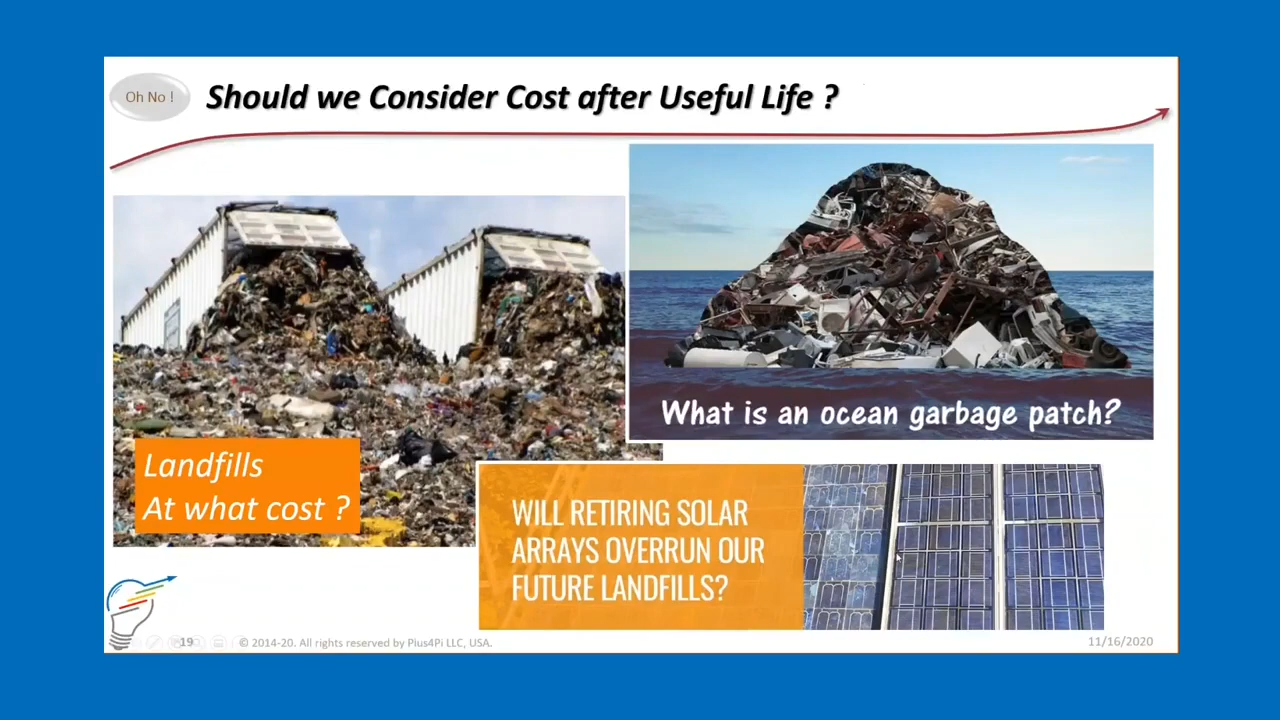 Oh No !
Should we Consider Cost after Useful Life ?
What is an ocean garbage patch?
Landfills
At what cost ?
WILL RETIRING SOLAR
ARRAYS OVERRUN OUR
FUTURE LANDFILLS?
19
© 2014-20. All rights reserved by Plus4Pi LLC, USA.
11/16/2020